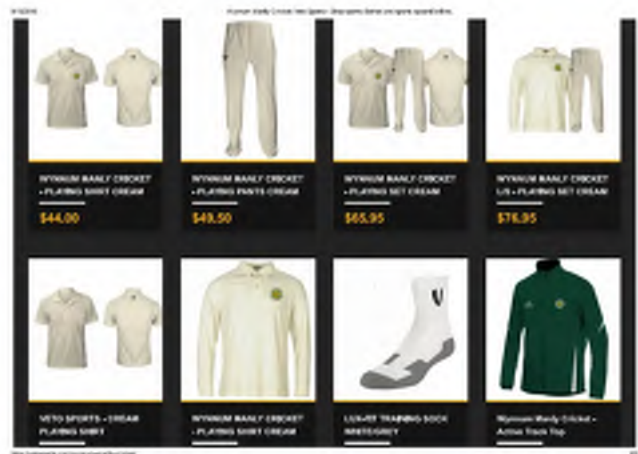 WYNNUM MANLY CRICKET
- PLAYING SHIRT CREAM
$44.00
WYNNUM MANLY CRICKET
- PLAYING PANTS CREAM
$49.50
WYNNUM MANLY CRICKET
- PLAYING SET CREAM
$65.95
WYNNUM MANLY CRICKET
L/S - PLAYING SET CREAM
$76.95
VETO SPORTS - CREAM
PLAYING SHIRT
WYNNUM MANLY CRICKET
- PLAYING SHIRT CREAM
LUX-FIT TRAINING SOCK
WHITE/GREY
Wynnum Manly Cricket -
Active Track Top